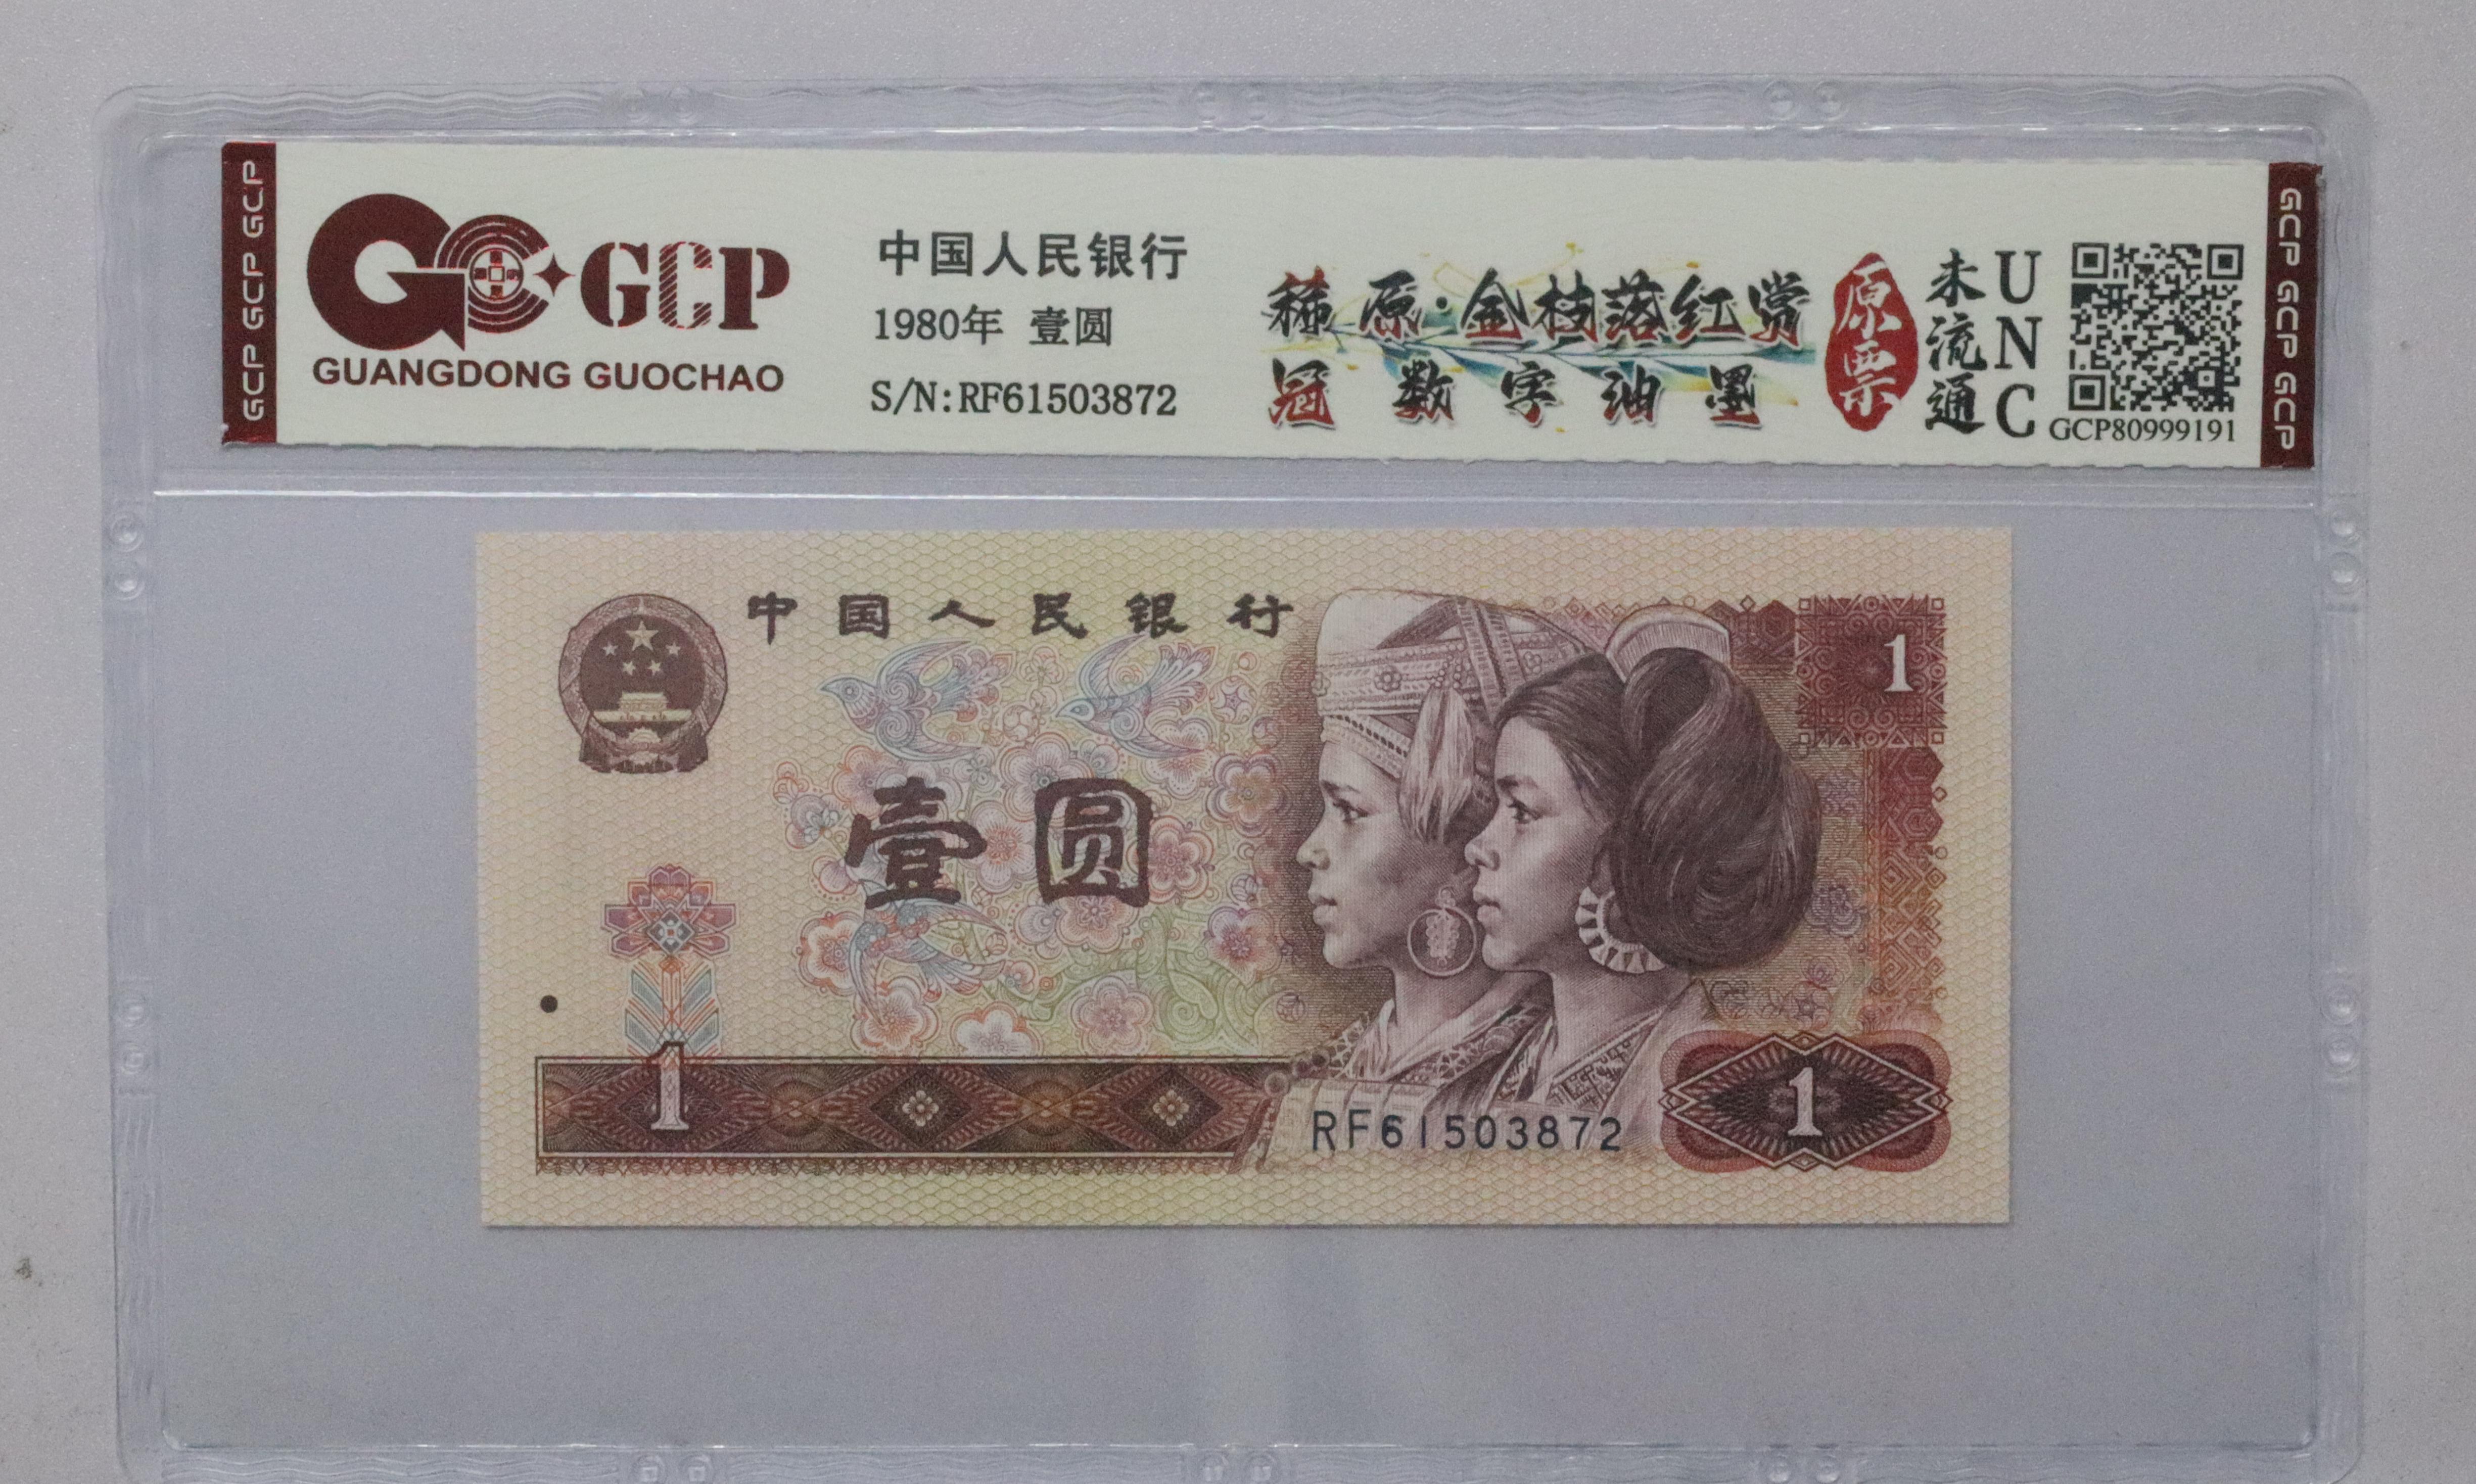 GCP GCP GCP
GCP
GUANGDONG GUOCHAO
中国人民银行
1980年 壹圆
S/N:RF61503872
稀原·金枝落红赏
冠数字油墨
原票
未流通
UNC
GCP80999191
GCP GCP GCP
中国人民银行
1
壹圆
1
1
RF61503872